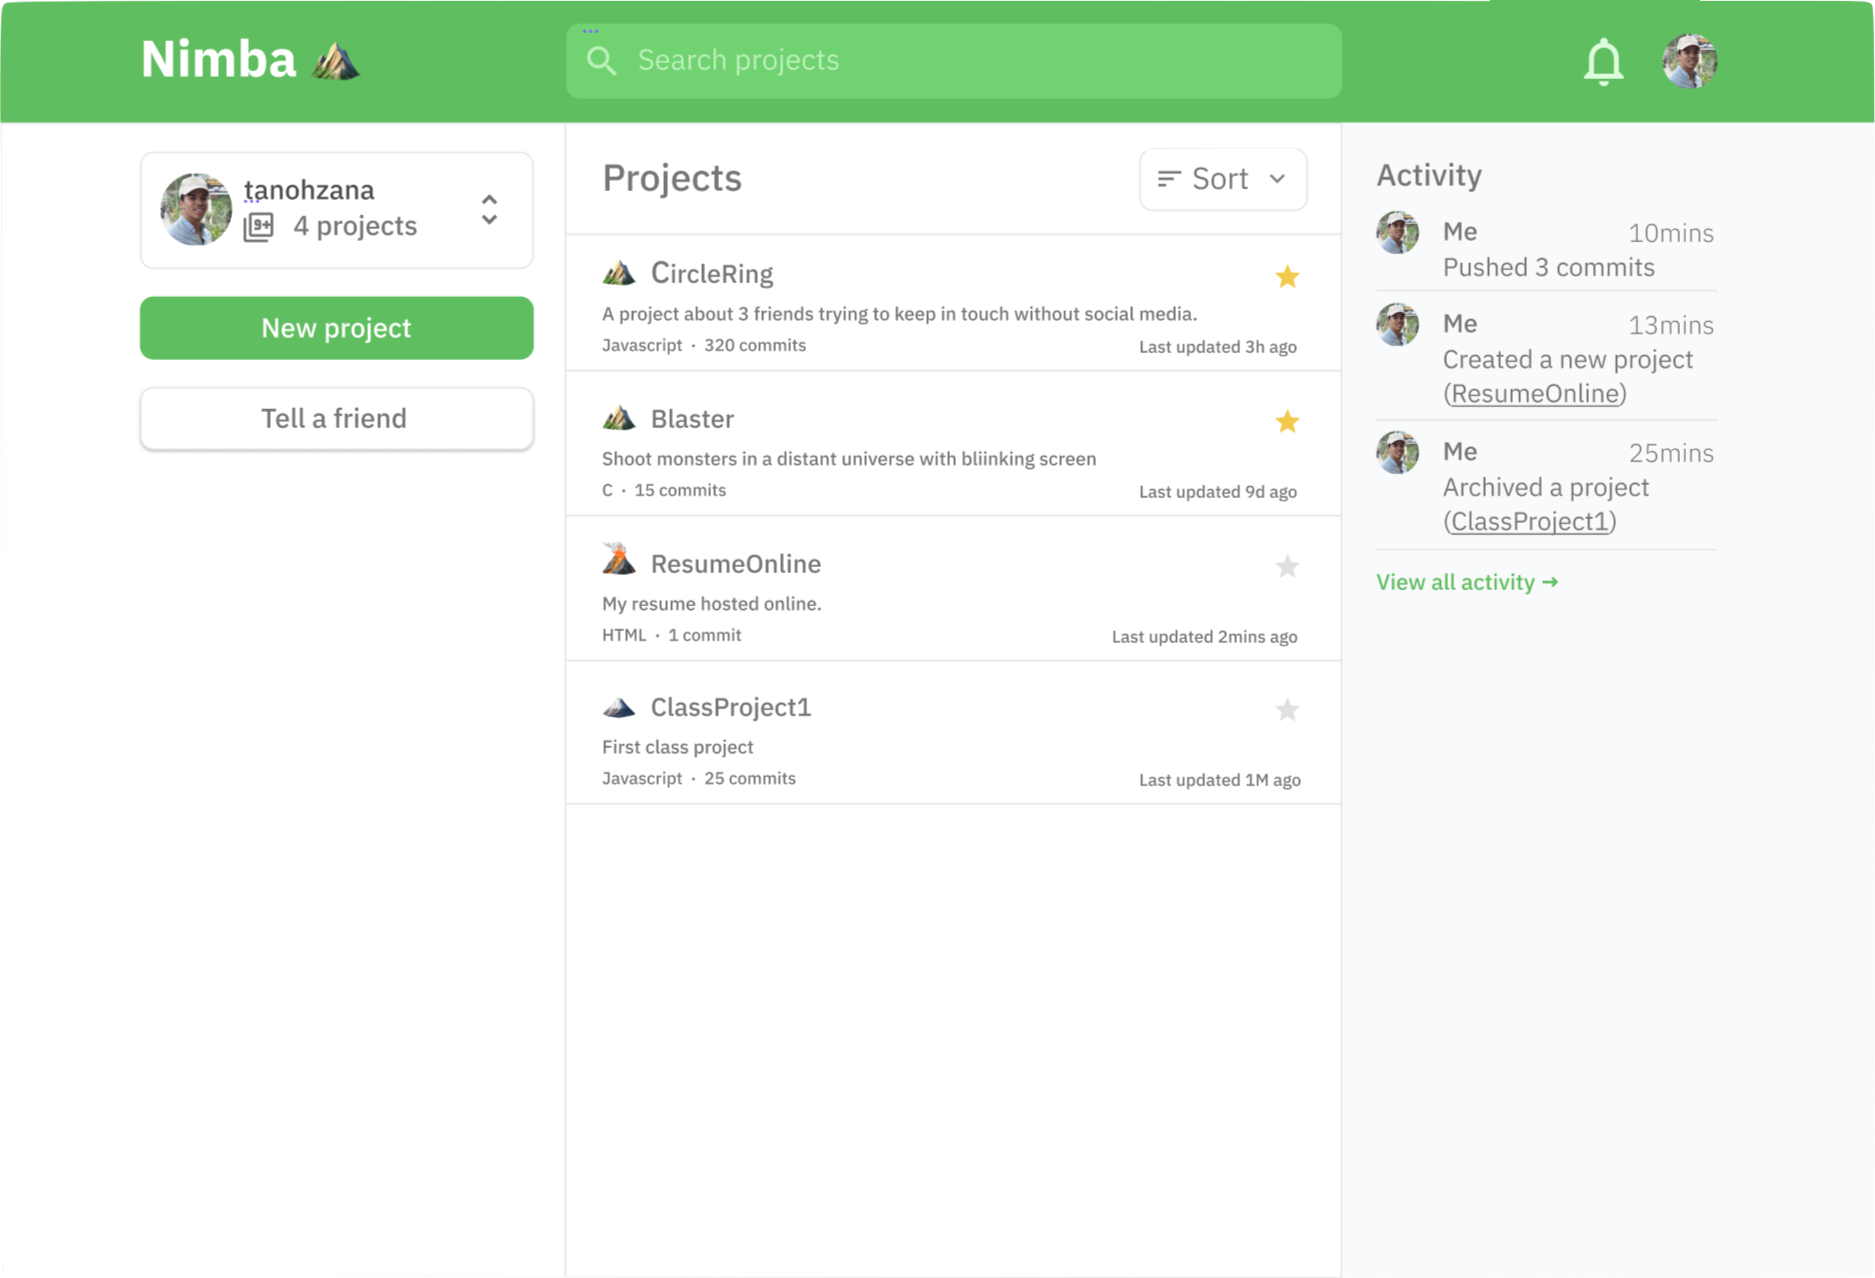 Nimba
Search projects
tanohzana
9+ 4 projects
New project
Tell a friend
Projects
Sort
CircleRing
A project about 3 friends trying to keep in touch without social media.
Javascript · 320 commits
Last updated 3h ago
Blaster
Shoot monsters in a distant universe with bliinking screen
C · 15 commits
Last updated 9d ago
ResumeOnline
My resume hosted online.
HTML · 1 commit
Last updated 2mins ago
ClassProject1
First class project
Javascript · 25 commits
Last updated 1M ago
Activity
Me 10mins
Pushed 3 commits
Me 13mins
Created a new project
(ResumeOnline)
Me 25mins
Archived a project
(ClassProject1)
View all activity →